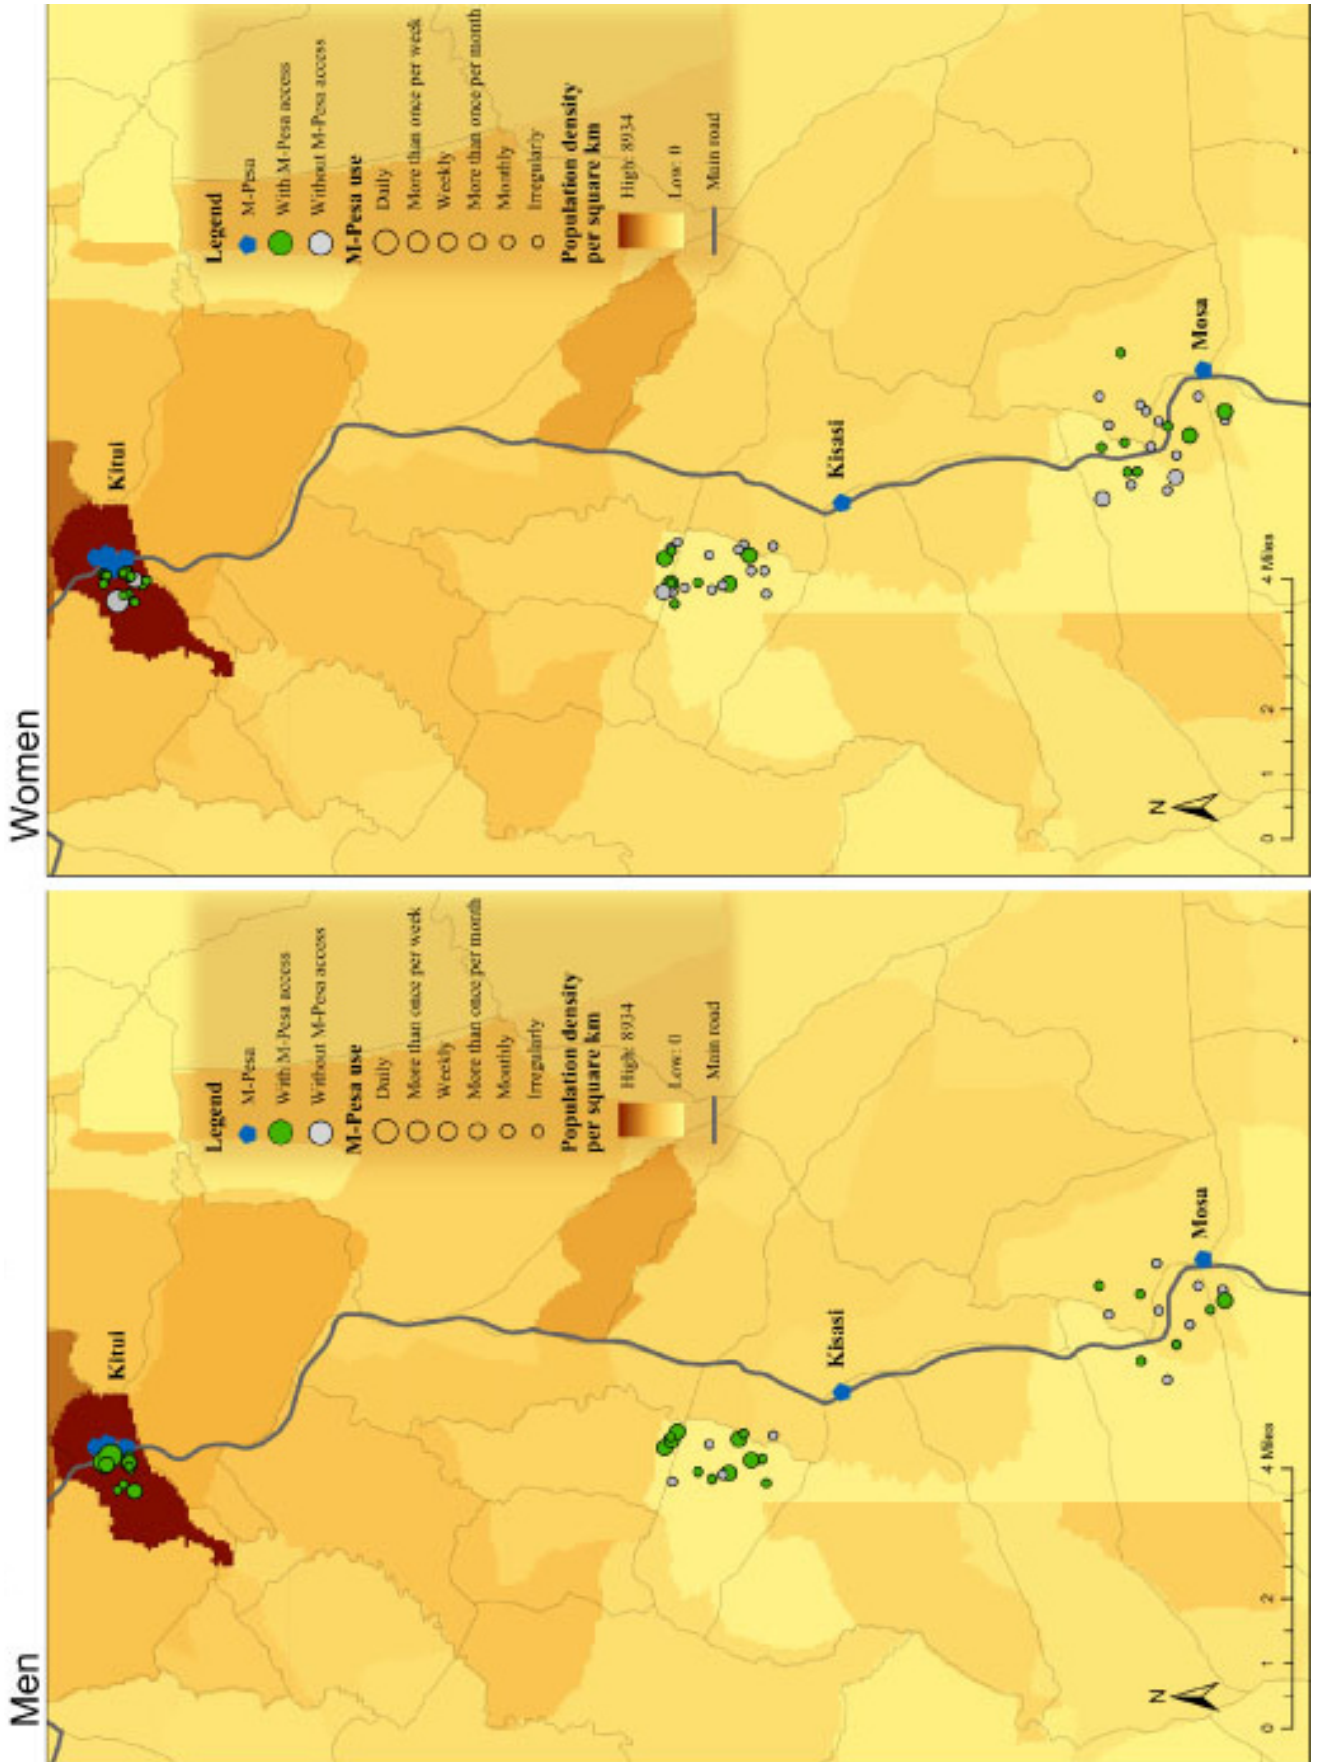 Men
Kitui
Kisasi
Mosa
Legend
M-Pesa
With M-Pesa access
Without M-Pesa access
M-Pesa use
Daily
More than once per week
Weekly
More than once per month
Monthly
Irregularly
Population density
per square km
High: 8934
Low: 0
Main road
N
0 1 2 4 Miles
Women
Kitui
Kisasi
Mosa
Legend
M-Pesa
With M-Pesa access
Without M-Pesa access
M-Pesa use
Daily
More than once per week
Weekly
More than once per month
Monthly
Irregularly
Population density
per square km
High: 8934
Low: 0
Main road
N
0 1 2 4 Miles